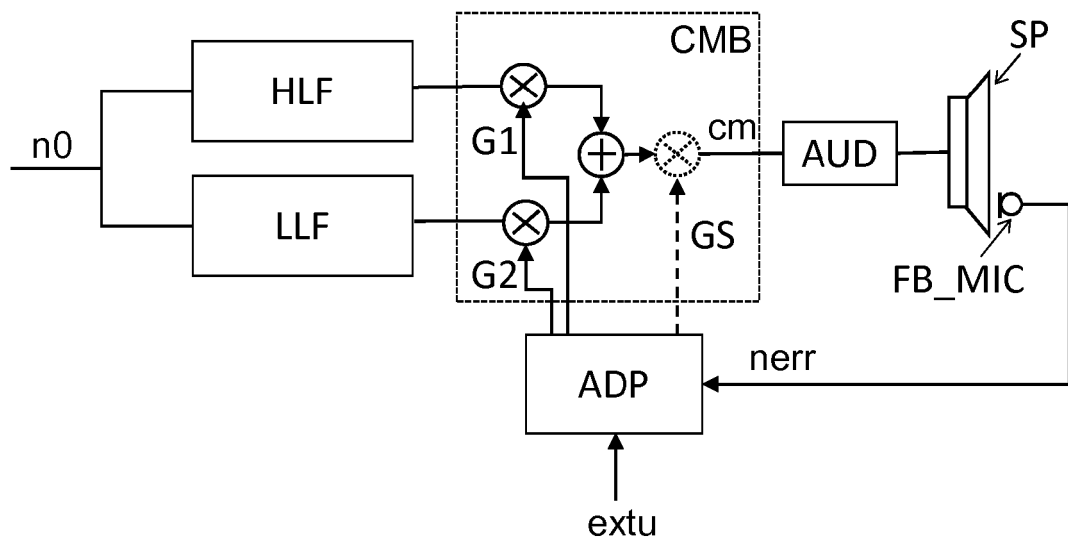 CMB
SP
HLF
n0
G1
cm
AUD
LLF
GS
G2
FB_MIC
nerr
ADP
extu